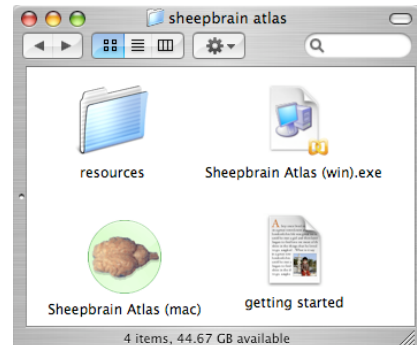 sheepbrain atlas
resources
Sheepbrain Atlas (win).exe
Sheepbrain Atlas (mac)
getting started
4 items, 44.67 GB available